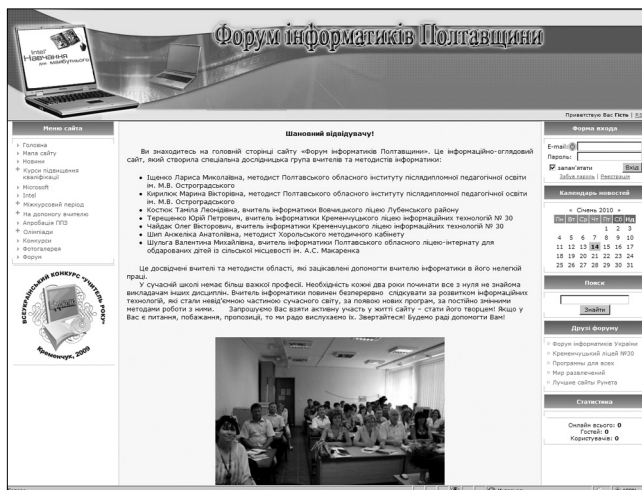 Форум інформатиків Полтавщини
Intel®
Навчання
для майбутнього
Приветствую Вас Гість |
Меню сайта
Головна
Мапа сайту
Новини
Курси підвищення
кваліфікації
Microsoft
Intel
Міжкурсовий період
На допомогу вчителю
Апробація ППЗ
Олімпіади
Конкурси
Фотогалерея
Форум
ВСЕУКРАЇНСЬКИЙ КОНКУРС "УЧИТЕЛЬ РОКУ"
Кременчук, 2009
Шановний відвідувачу!
Ви знаходитесь на головній сторінці сайту «Форум інформатиків Полтавщини». Це інформаційно-оглядовий
сайт, який створила спеціальна дослідницька група вчителів та методистів інформатики:
Іщенко Лариса Миколаївна, методист Полтавського обласного інституту післядипломної педагогічної освіти
ім. М.В. Остроградського
Кирилюк Марина Вікторівна, методист Полтавського обласного інституту післядипломної педагогічної освіти
ім. М.В. Остроградського
Костюк Таміла Леонідівна, вчитель інформатики Вовчицького ліцею Лубенського району
Терещенко Юрій Петрович, вчитель інформатики Кременчуцького ліцею інформаційних технологій № 30
Чайдак Олег Вікторович, вчитель інформатики Кременчуцького ліцею інформаційних технологій № 30
Шип Анжеліка Анатоліївна, методист Хорольського методичного кабінету
Шульга Валентина Михайлівна, вчитель інформатики Полтавського обласного ліцею-інтернату для
обдарованих дітей із сільської місцевості ім. А.С. Макаренка
Це досвідчені вчителі та методисти області, які зацікавлені допомогти вчителю інформатики в його нелегкій
праці.
У сучасній школі немає більш важкої професії. Необхідність кожні два роки починати все з нуля не знайома
викладачам інших дисциплін. Вчитель інформатики повинен безперервно слідкувати за розвитком інформаційних
технологій, які стали невід'ємною частиною сучасного світу, за появою нових програм, за постійно змінними
методами роботи з ними. Запрошуємо Вас взяти активну участь у житті сайту – стати його творцем! Якщо у
Вас є питання, побажання, пропозиції, то ми радо вислухаємо їх. Звертайтеся! Будемо раді допомогти Вам!
Форма входа
E-mail:
Пароль:
запам'ятати Вхід
Забув пароль | Реєстрація
Календарь новостей
« Січень 2010 »
Пн Вт Ср Чт Пт Сб Нд
1 2 3
4 5 6 7 8 9 10
11 12 13 14 15 16 17
18 19 20 21 22 23 24
25 26 27 28 29 30 31
Поиск
Знайти
Друзі форуму
Форум інформатиків України
Кременчуцький ліцей №30
Программы для всех
Мир развлечений
Лучшие сайты Рунета
Статистика
Онлайн всього: 0
Гостей: 0
Користувачів: 0